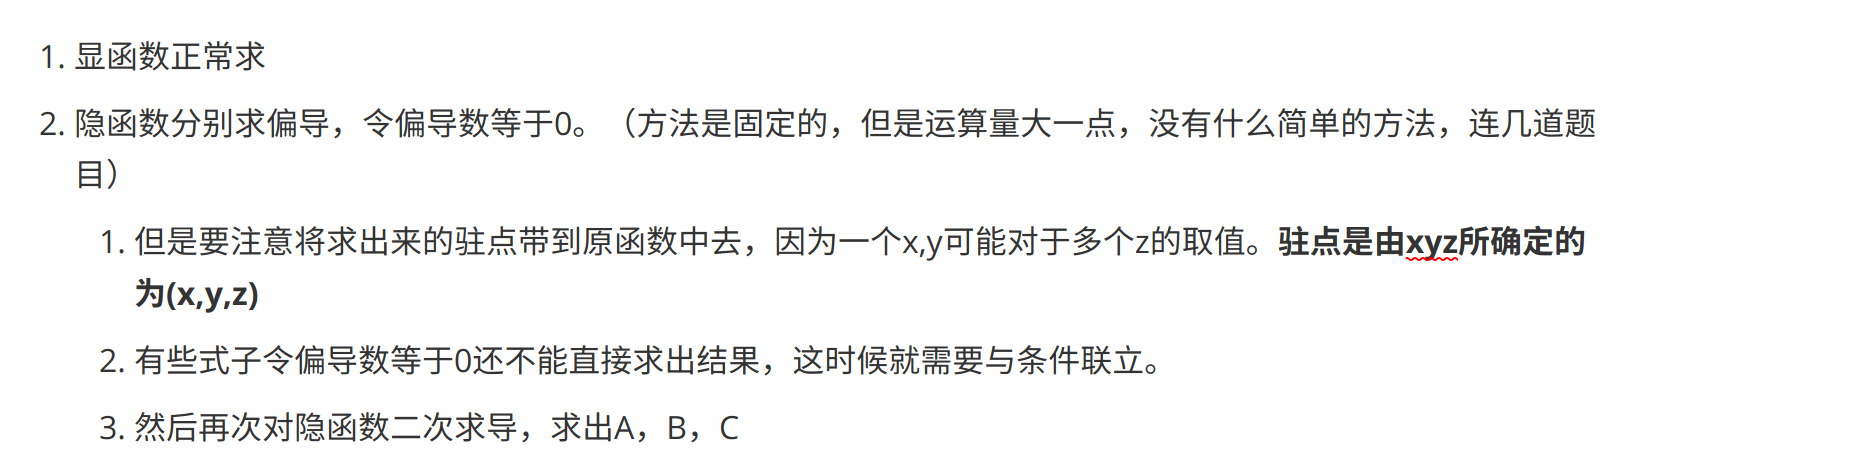 1. 显函数正常求
2. 隐函数分别求偏导，令偏导数等于0。（方法是固定的，但是运算量大一点，没有什么简单的方法，连几道题
目）
1. 但是要注意将求出来的驻点带到原函数中去，因为一个x,y可能对于多个z的取值。驻点是由xyz所确定的
为(x,y,z)
2. 有些式子令偏导数等于0还不能直接求出结果，这时候就需要与条件联立。
3. 然后再次对隐函数二次求导，求出A，B，C